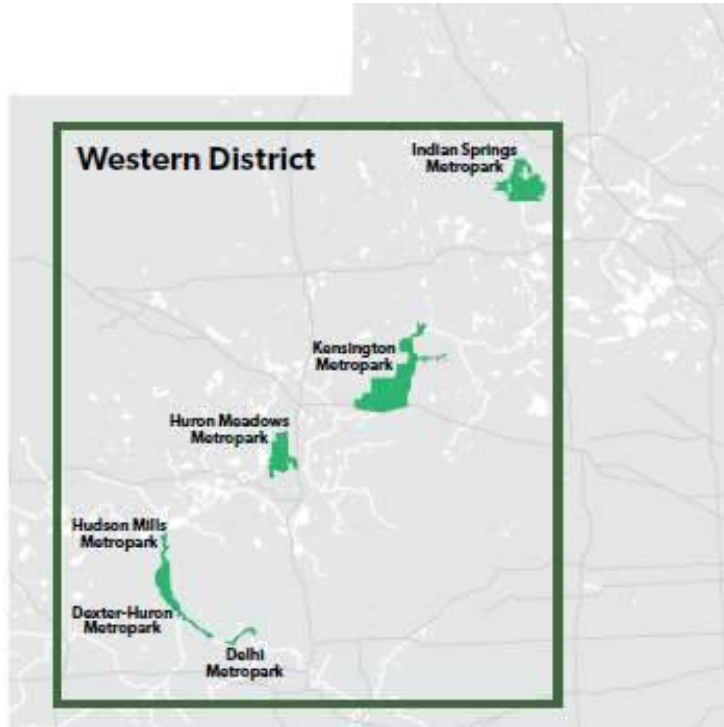 Western District
Indian Springs
Metropark
Kensington
Metropark
Huron Meadows
Metropark
Hudson Mills
Metropark
Dexter-Huron
Metropark
Delhi
Metropark